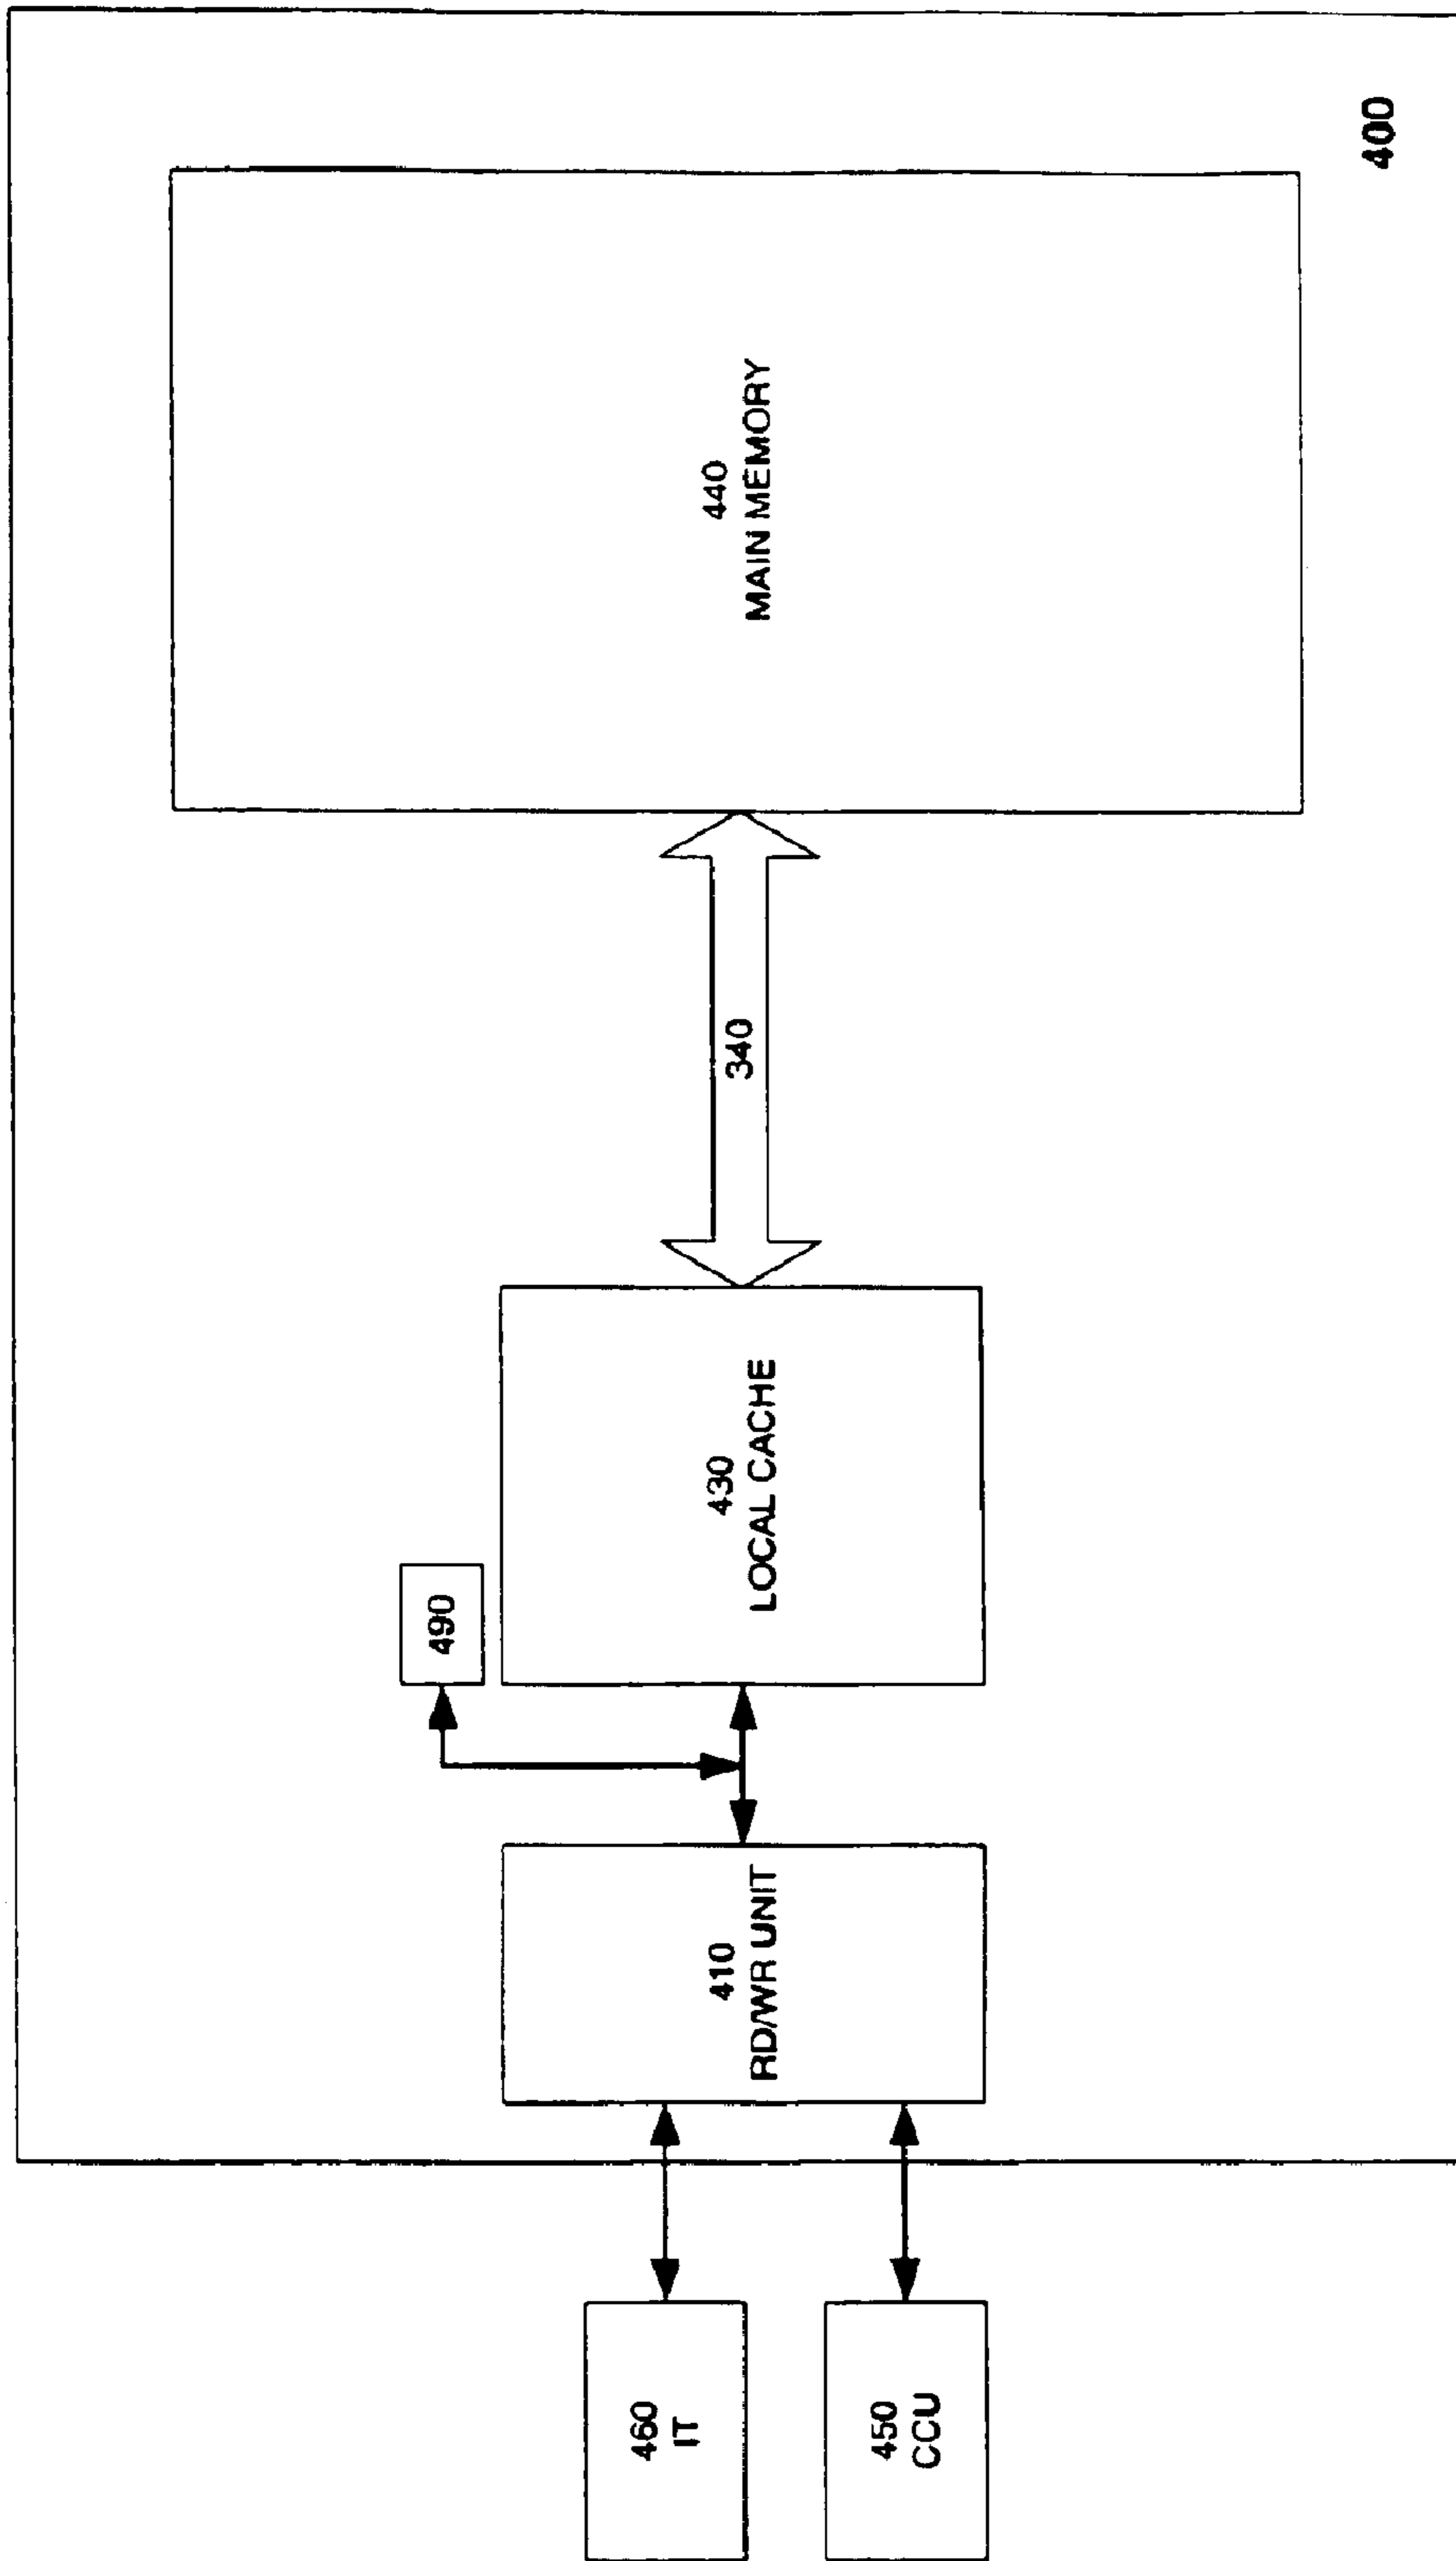 460
IT
450
CCU
410
RD/WR UNIT
490
430
LOCAL CACHE
340
440
MAIN MEMORY
400